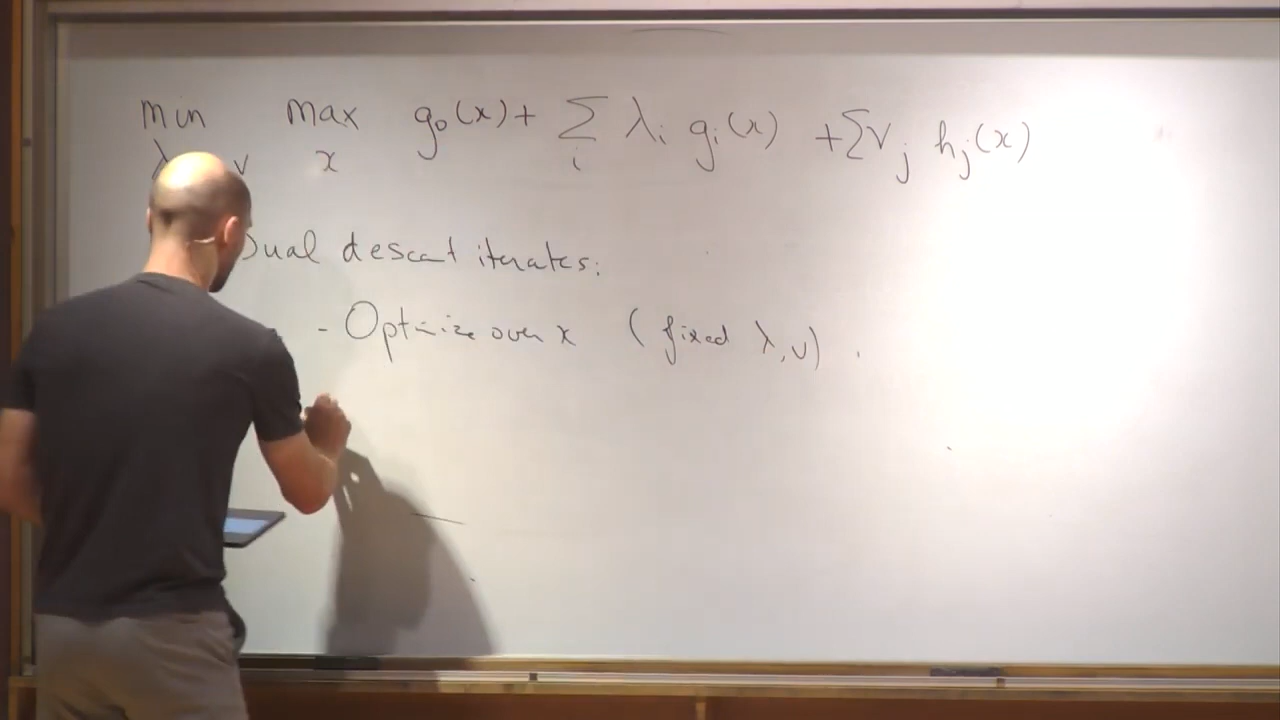 min max g₀(x) + Σ λᵢ gᵢ(x) + Σ νⱼ hⱼ(x)
λ ν x i
Dual descent iterates:
- Optimize over x (fixed λ, ν)